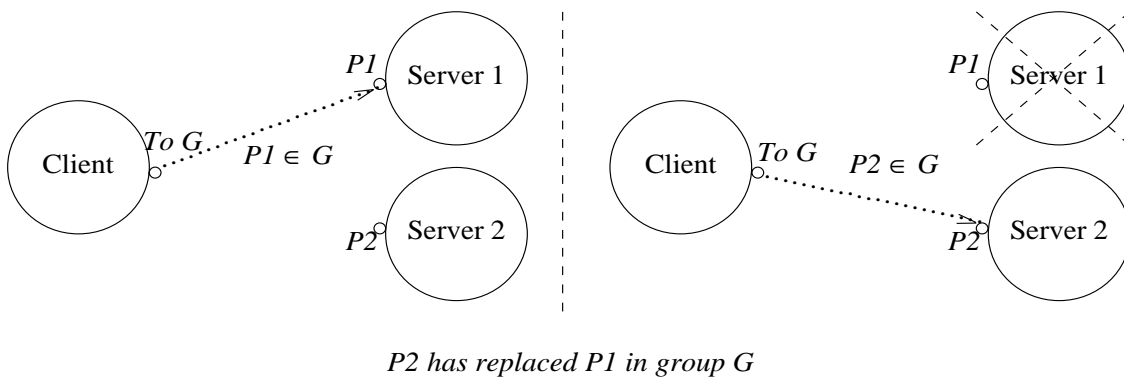 P1
Server 1
Client
To G
P1 ∈ G
P2
Server 2
P1
Server 1
Client
To G
P2 ∈ G
P2
Server 2
P2 has replaced P1 in group G